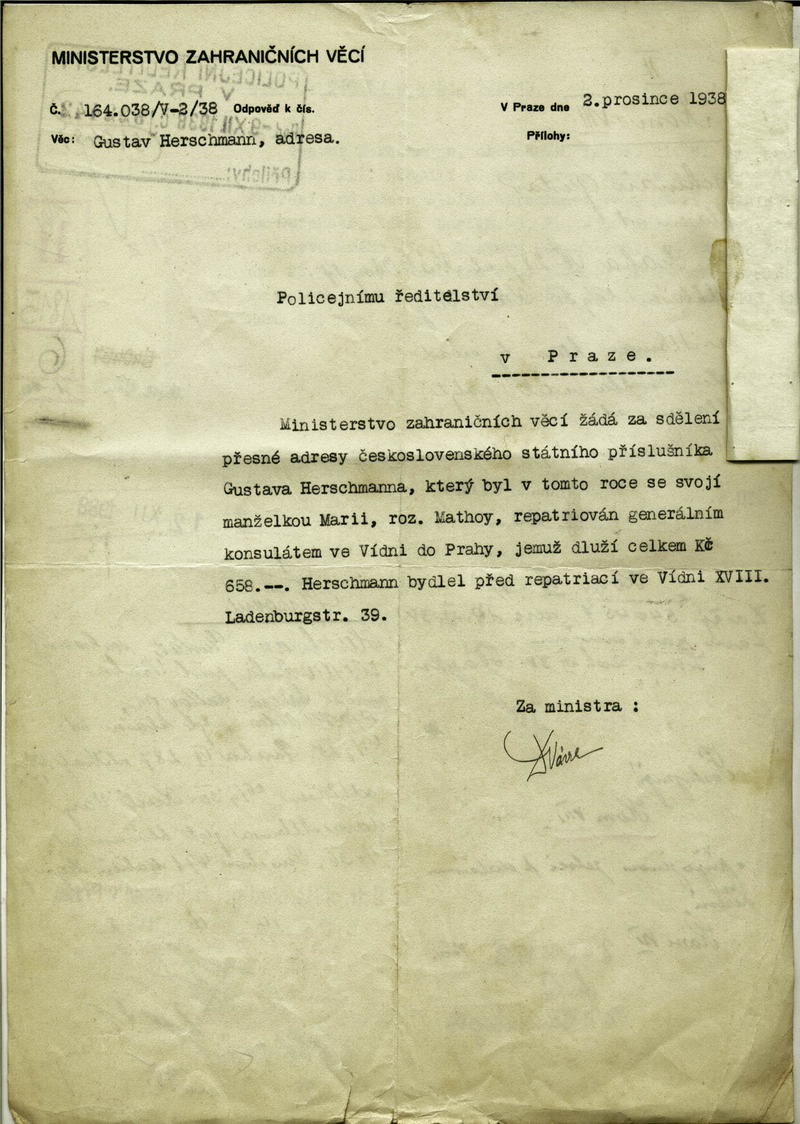 MINISTERSTVO ZAHRANIČNÍCH VĚCÍ
Č. 164.038/V-2/38 Odpověď k čís.
V Praze dne 2.prosince 1938
Věc: Gustav Herschmann, adresa.
Přílohy:
Policejnímu ředitelství
v Praze.
Ministerstvo zahraničních věcí žádá za sdělení
přesné adresy československého státního příslušníka
Gustava Herschmanna, který byl v tomto roce se svojí
manželkou Marii, roz. Mathoy, repatriován generálním
konsulátem ve Vídni do Prahy, jemuž dluží celkem Kč
658.--. Herschmann bydlel před repatriací ve Vídni XVIII.
Ladenburgstr. 39.
Za ministra :